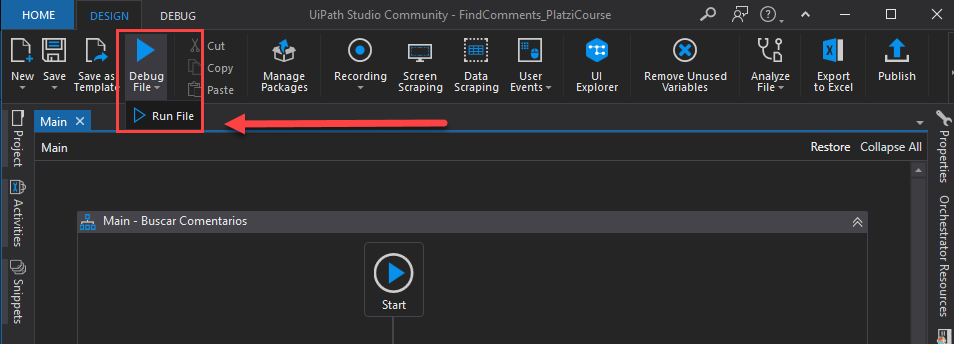 HOME DESIGN DEBUG UiPath Studio Community - FindComments_PlatziCourse
New
Save
Save as
Template
Debug
File
Cut
Copy
Paste
Manage
Packages
Recording
Screen
Scraping
Data
Scraping
User
Events
UI
Explorer
Remove Unused
Variables
Analyze
File
Export
to Excel
Publish
Run File
Main
Main Restore Collapse All
Project
Activities
Snippets
Main - Buscar Comentarios
Start
Properties
Orchestrator Resources